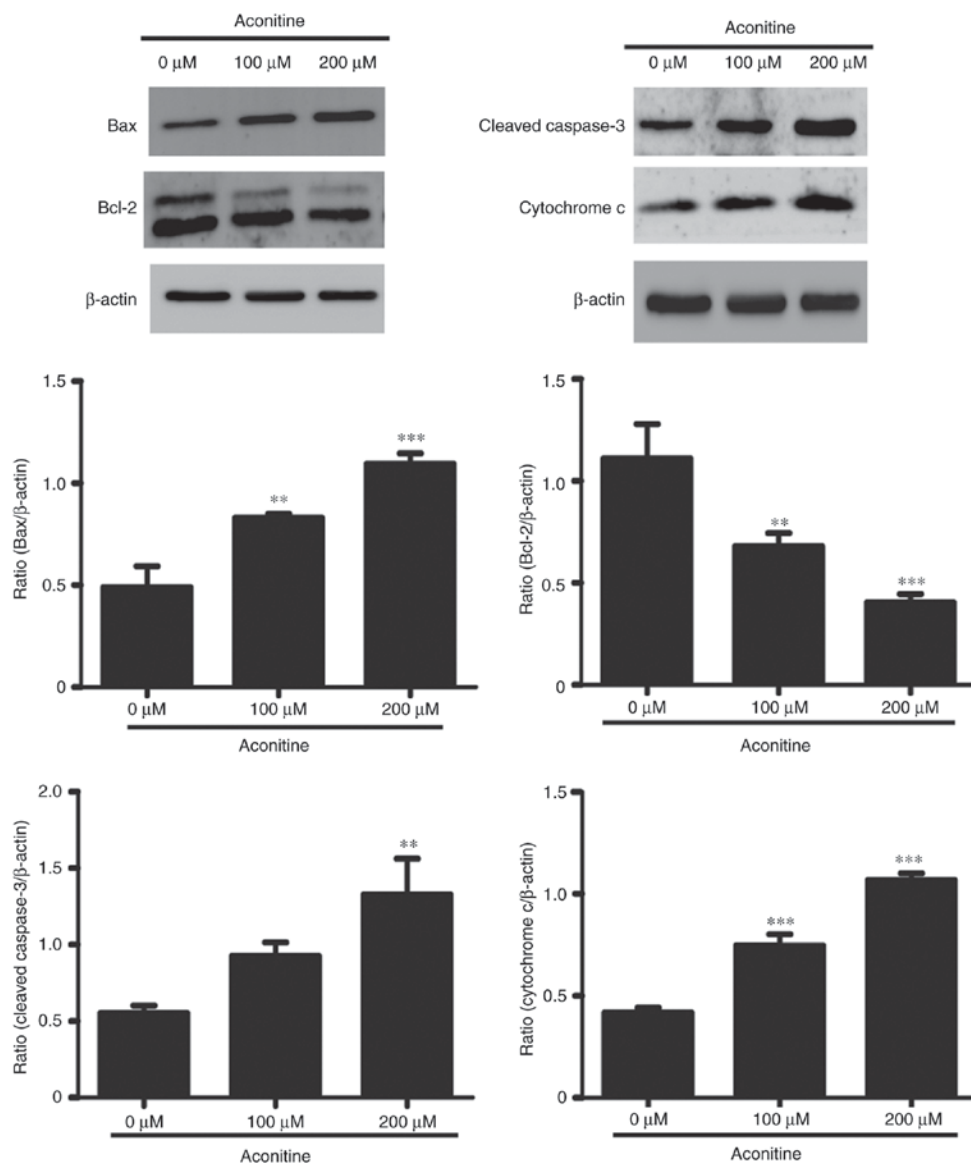 Aconitine
0 μM 100 μM 200 μM
Bax
Bcl-2
β-actin
Aconitine
0 μM 100 μM 200 μM
Cleaved caspase-3
Cytochrome c
β-actin
Ratio (Bax/β-actin)
1.5
1.0
0.5
0
**
***
0 μM 100 μM 200 μM
Aconitine
Ratio (Bcl-2/β-actin)
1.5
1.0
0.5
0
**
***
0 μM 100 μM 200 μM
Aconitine
Ratio (cleaved caspase-3/β-actin)
2.0
1.5
1.0
0.5
0
**
0 μM 100 μM 200 μM
Aconitine
Ratio (cytochrome c/β-actin)
1.5
1.0
0.5
0
***
***
0 μM 100 μM 200 μM
Aconitine